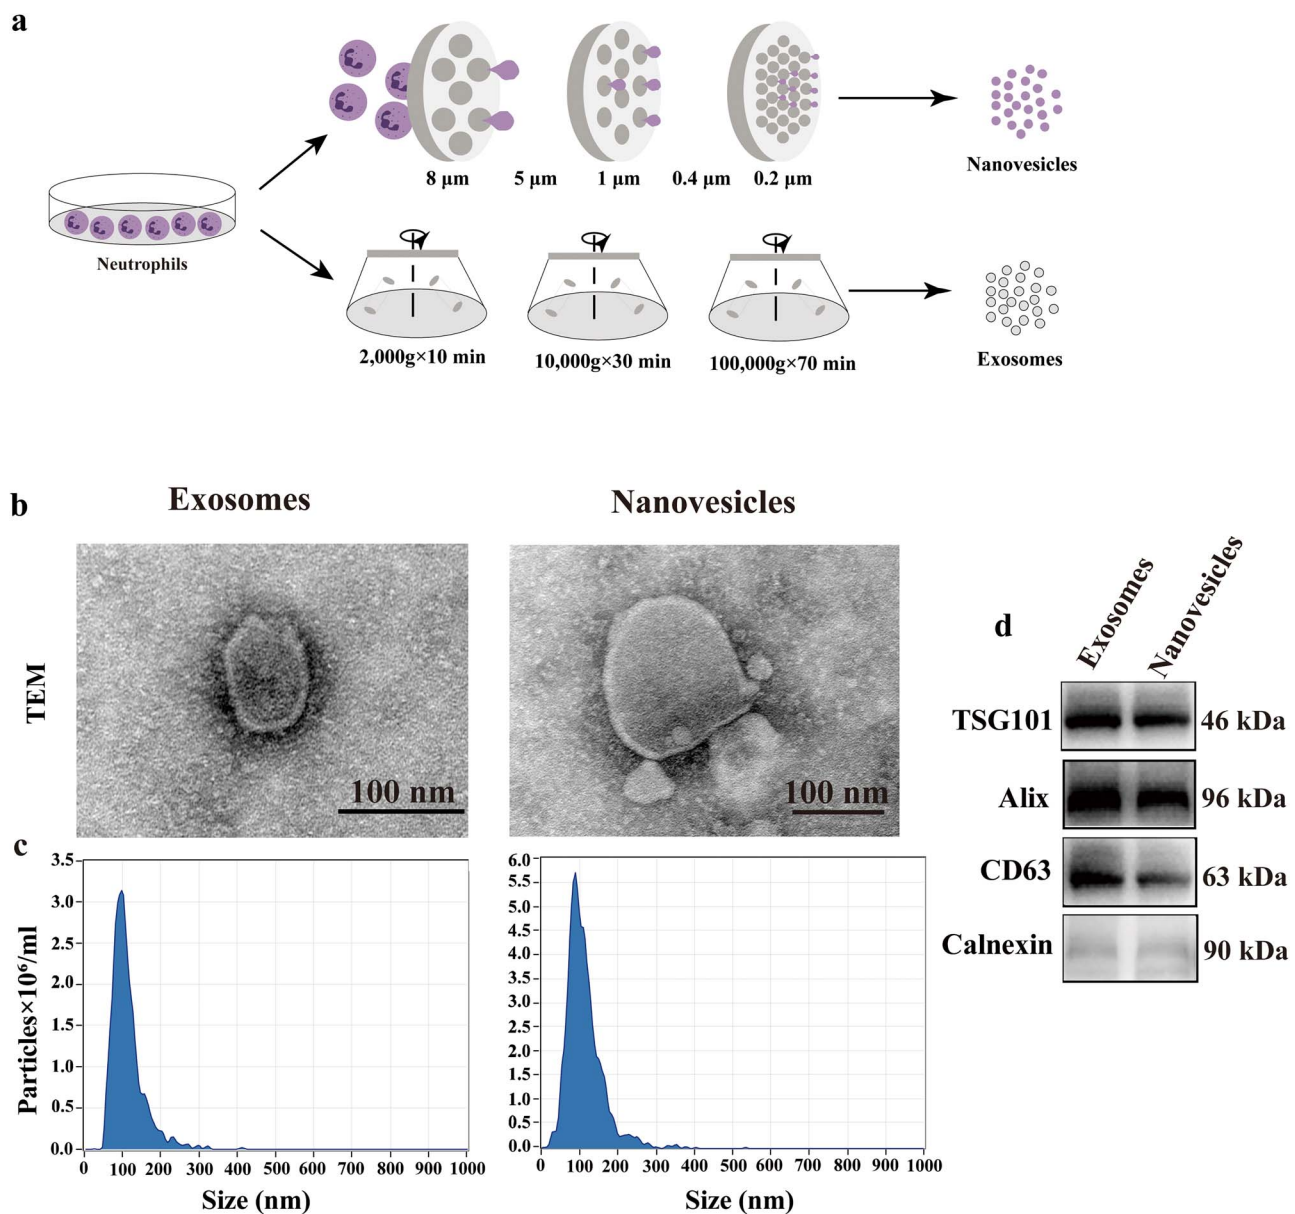 a
8 μm 5 μm 1 μm 0.4 μm 0.2 μm
Nanovesicles
Neutrophils
2,000g×10 min 10,000g×30 min 100,000g×70 min
Exosomes
b
Exosomes Nanovesicles
TEM
100 nm 100 nm
c
Particles×10⁶/ml
3.5
3.0
2.5
2.0
1.5
1.0
0.5
0.0
0 100 200 300 400 500 600 700 800 900 1000
Size (nm)
6.0
5.5
5.0
4.5
4.0
3.5
3.0
2.5
2.0
1.5
1.0
0.5
0.0
0 100 200 300 400 500 600 700 800 900 1000
Size (nm)
d
Exosomes Nanovesicles
TSG101 46 kDa
Alix 96 kDa
CD63 63 kDa
Calnexin 90 kDa